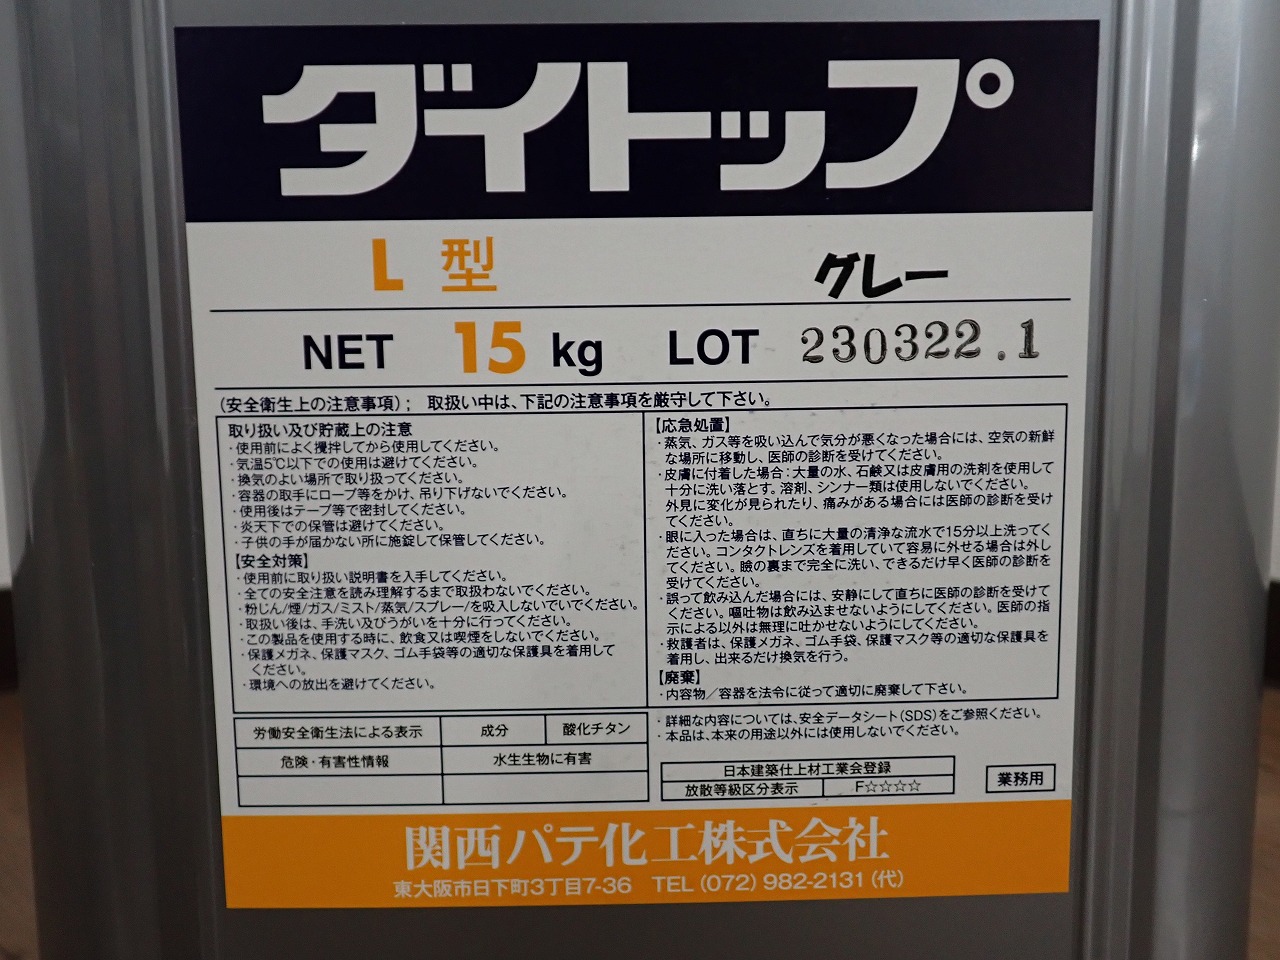 ダイトップ
L 型 グレー
NET 15 kg LOT 230322.1
(安全衛生上の注意事項); 取扱い中は、下記の注意事項を厳守して下さい。
取り扱い及び貯蔵上の注意
・使用前によく攪拌してから使用してください。
・気温5℃以下での使用は避けてください。
・換気のよい場所で取り扱ってください。
・容器の取手にロープ等をかけ、吊り下げないでください。
・使用後はテープ等で密封してください。
・炎天下での保管は避けてください。
・子供の手が届かない所に施錠して保管してください。
【安全対策】
・使用前に取り扱い説明書を入手してください。
・全ての安全注意を読み理解するまで取扱わないでください。
・粉じん/煙/ガス/ミスト/蒸気/スプレー/を吸入しないでいでください。
・取扱い後は、手洗い及びうがいを十分に行ってください。
・この製品を使用する時に、飲食又は喫煙をしないでください。
・保護メガネ、保護マスク、ゴム手袋等の適切な保護具を着用して
ください。
・環境への放出を避けてください。
【応急処置】
・蒸気、ガス等を吸い込んで気分が悪くなった場合には、空気の新鮮
な場所に移動し、医師の診断を受けてください。
・皮膚に付着した場合:大量の水、石鹸又は皮膚用の洗剤を使用して
十分に洗い落とす。溶剤、シンナー類は使用しないでください。
外見に変化が見られたり、痛みがある場合には医師の診断を受け
てください。
・眼に入った場合は、直ちに大量の清浄な流水で15分以上洗ってく
ださい。コンタクトレンズを着用していて容易に外せる場合は外し
てください。瞼の裏まで完全に洗い、できるだけ早く医師の診断を
受けてください。
・誤って飲み込んだ場合には、安静にして直ちに医師の診断を受けて
ください。嘔吐物は飲み込ませないようにしてください。医師の指
示による以外は無理に吐かせないようにしてください。
・救護者は、保護メガネ、ゴム手袋、保護マスク等の適切な保護具を
着用し、出来るだけ換気を行う。
【廃棄】
・内容物/容器を法令に従って適切に廃棄して下さい。
労働安全衛生法による表示 成分 酸化チタン
危険・有害性情報 水生生物に有害
・詳細な内容については、安全データシート(SDS)をご参照ください。
・本品は、本来の用途以外には使用しないでください。
日本建築仕上材工業会登録
放散等級区分表示 F☆☆☆☆
業務用
関西パテ化工株式会社
東大阪市日下町3丁目7-36 TEL (072) 982-2131 (代)